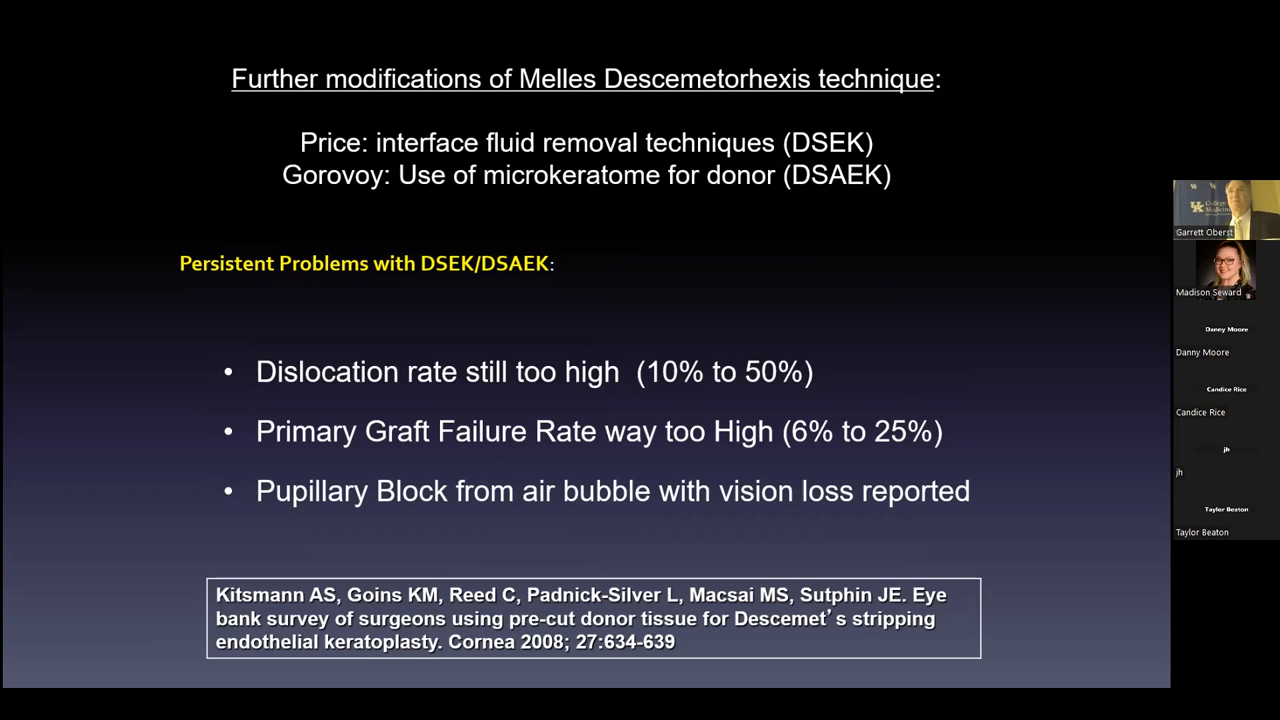 Further modifications of Melles Descemetorhexis technique:
Price: interface fluid removal techniques (DSEK)
Gorovoy: Use of microkeratome for donor (DSAEK)
Persistent Problems with DSEK/DSAEK:
• Dislocation rate still too high (10% to 50%)
• Primary Graft Failure Rate way too High (6% to 25%)
• Pupillary Block from air bubble with vision loss reported
Kitsmann AS, Goins KM, Reed C, Padnick-Silver L, Macsai MS, Sutphin JE. Eye
bank survey of surgeons using pre-cut donor tissue for Descemet's stripping
endothelial keratoplasty. Cornea 2008; 27:634-639
UK College
Medicine
Garrett Oberst
Madison Seward
Danny Moore
Danny Moore
Candice Rice
Candice Rice
jh
jh
Taylor Beaton
Taylor Beaton